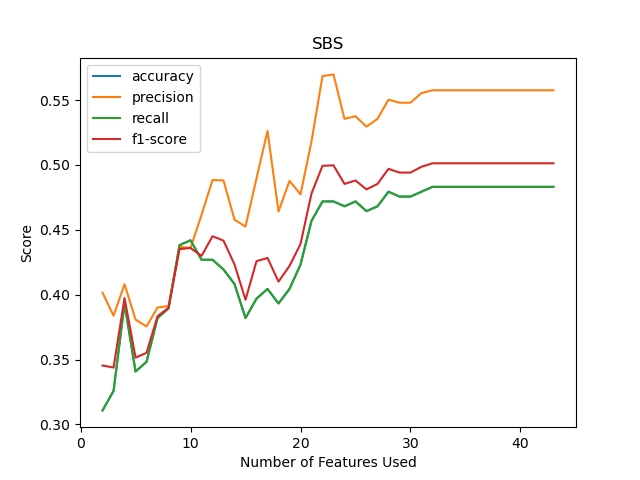 SBS
accuracy
precision
recall
f1-score
0.55
0.50
0.45
0.40
0.35
0.30
Score
0 10 20 30 40
Number of Features Used